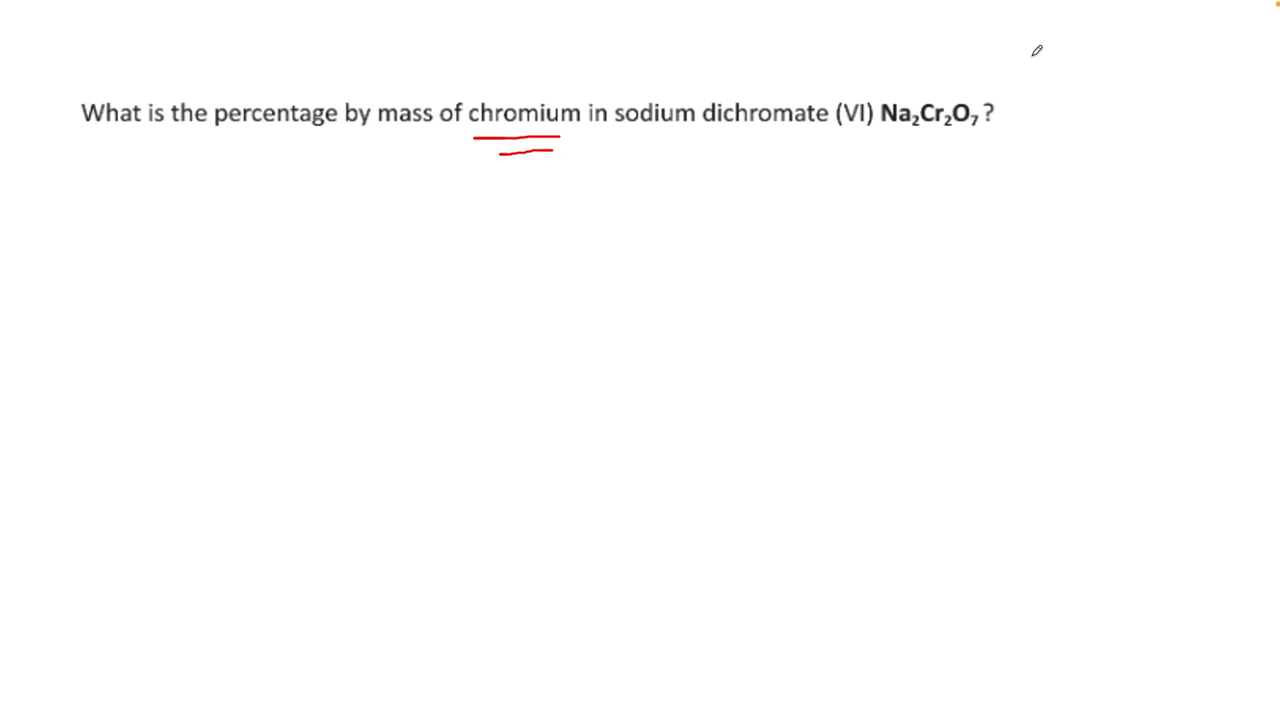 What is the percentage by mass of chromium in sodium dichromate (VI) Na₂Cr₂O₇ ?